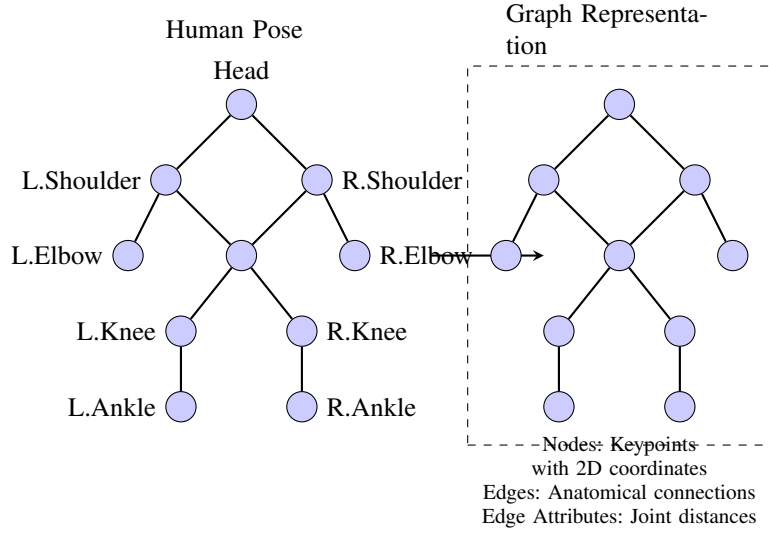 Human Pose
Graph Representa-
tion
Head
L.Shoulder
R.Shoulder
L.Elbow
R.Elbow
L.Knee
R.Knee
L.Ankle
R.Ankle
Nodes: Keypoints
with 2D coordinates
Edges: Anatomical connections
Edge Attributes: Joint distances